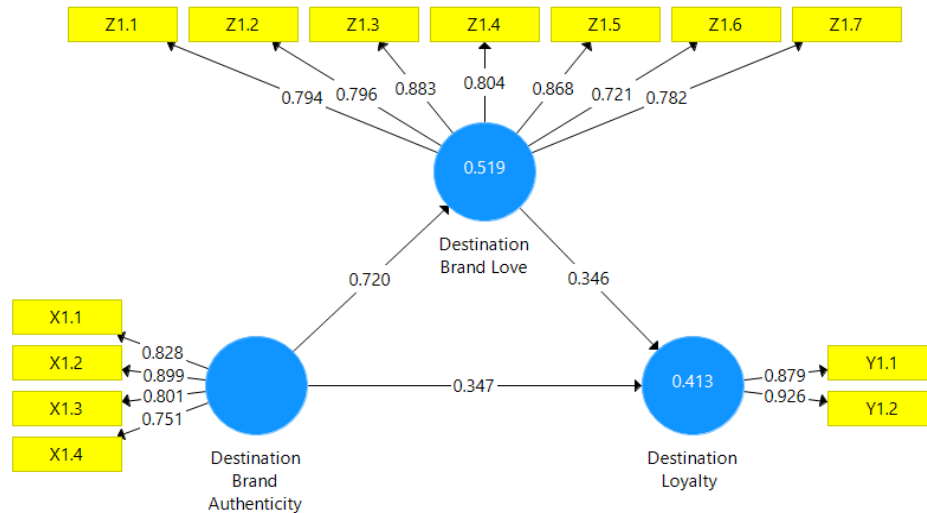 Z1.1 Z1.2 Z1.3 Z1.4 Z1.5 Z1.6 Z1.7
0.794 0.796 0.883 0.804 0.868 0.721 0.782
0.519
Destination
Brand Love
0.720 0.346
X1.1
X1.2
X1.3
X1.4
0.828
0.899
0.801
0.751
0.347
0.413
0.879
0.926
Y1.1
Y1.2
Destination
Brand
Authenticity
Destination
Loyalty